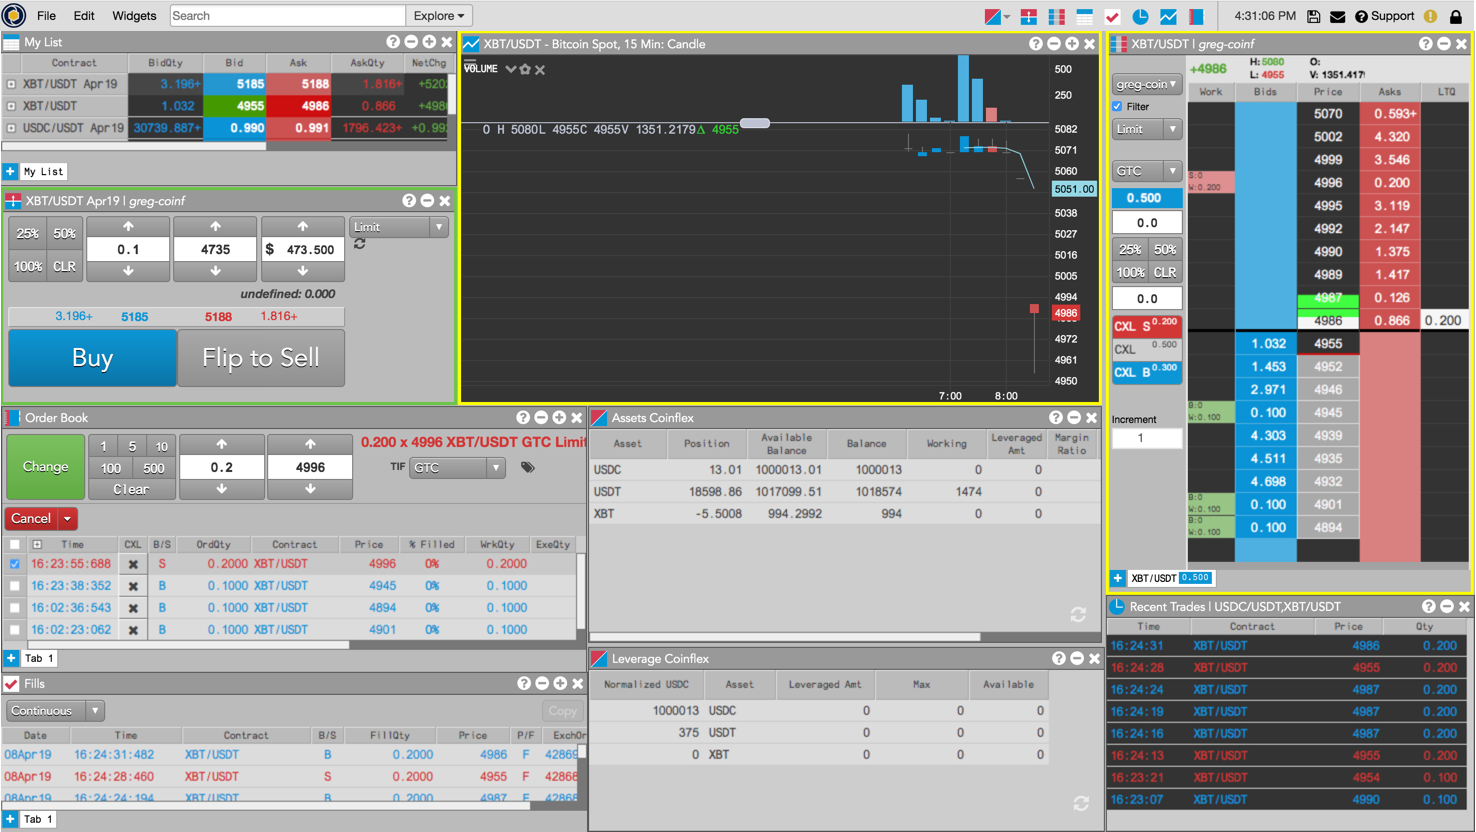 File Edit Widgets Search Explore 4:31:06 PM Support
My List
Contract BidQty Bid Ask AskQty NetChg
XBT/USDT Apr19 3.196+ 5185 5188 1.816+ +520
XBT/USDT 1.032 4955 4986 0.866 +498
USDC/USDT Apr19 30739.887+ 0.990 0.991 1796.423+ +0.99
My List
XBT/USDT Apr19 | greg-coinf
25% 50% 0.1 4735 $ 473.500 Limit
100% CLR
undefined: 0.000
3.196+ 5185 5188 1.816+
Buy Flip to Sell
XBT/USDT - Bitcoin Spot, 15 Min: Candle
VOLUME
O H 5080L 4955C 4955V 1351.2179Δ 4955
500
250
5082
5071
5060
5051.00
5038
5027
5016
5005
4994
4986
4972
4961
4950
7:00 8:00
XBT/USDT | greg-coinf
greg-coin +4986 H: 5080 O:
L: 4955 V: 1351.417
Work Bids Price Asks LTQ
Filter
Limit
GTC
0.500
0.0
25% 50%
100% CLR
0.0
CXL S 0.200
CXL 0.500
CXL B 0.300
Increment
1
5070 0.593+
5002 4.320
4999 3.546
S:0
W:0.200 4996 0.200
4995 3.119
4992 2.147
4990 1.375
4989 1.417
4987 0.126
4986 0.866 0.200
1.032 4955
1.453 4952
2.971 4946
B:0
W:0.100 0.100 4945
4.303 4939
4.511 4935
4.698 4932
B:0
W:0.100 0.100 4901
B:0
W:0.100 0.100 4894
XBT/USDT 0.500
Order Book
Change 1 5 10 0.2 4996 0.200 x 4996 XBT/USDT GTC Limit
100 500 TIF GTC
Clear
Cancel
Time CXL B/S OrdQty Contract Price % Filled WrkQty ExeQty
16:23:55:688 S 0.2000 XBT/USDT 4996 0% 0.2000
16:23:38:352 B 0.1000 XBT/USDT 4945 0% 0.1000
16:02:36:543 B 0.1000 XBT/USDT 4894 0% 0.1000
16:02:23:062 B 0.1000 XBT/USDT 4901 0% 0.1000
Tab 1
Fills
Continuous Copy
Date Time Contract B/S FillQty Price P/F ExchOr
08Apr19 16:24:31:482 XBT/USDT B 0.2000 4986 F 42869
08Apr19 16:24:28:460 XBT/USDT S 0.2000 4955 F 42868
08Apr19 16:24:24:194 XBT/USDT B 0.2000 4987 F 42868
Tab 1
Assets Coinflex
Asset Position Available Balance Balance Working Leveraged Amt Margin Ratio
USDC 13.01 1000013.01 1000013 0 0
USDT 18598.86 1017099.51 1018574 1474 0
XBT -5.5008 994.2992 994 0 0
Leverage Coinflex
Normalized USDC Asset Leveraged Amt Max Available
1000013 USDC 0 0 0
375 USDT 0 0 0
0 XBT 0 0 0
Recent Trades | USDC/USDT,XBT/USDT
Time Contract Price Qty
16:24:31 XBT/USDT 4986 0.200
16:24:28 XBT/USDT 4955 0.200
16:24:24 XBT/USDT 4987 0.200
16:24:19 XBT/USDT 4987 0.200
16:24:16 XBT/USDT 4987 0.200
16:24:13 XBT/USDT 4955 0.200
16:23:21 XBT/USDT 4954 0.100
16:23:07 XBT/USDT 4990 0.100